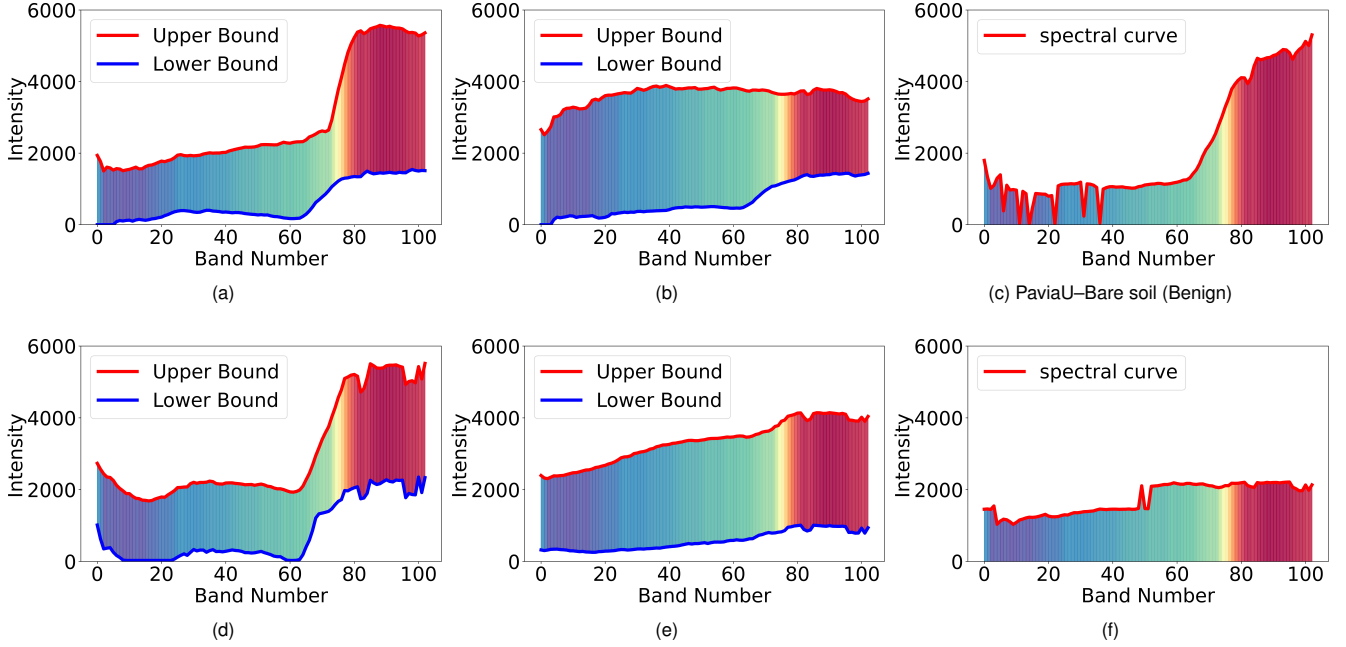 6000
4000
2000
0
Intensity
Upper Bound
Lower Bound
0 20 40 60 80 100
Band Number
(a)
6000
4000
2000
0
Intensity
Upper Bound
Lower Bound
0 20 40 60 80 100
Band Number
(b)
6000
4000
2000
0
Intensity
spectral curve
0 20 40 60 80 100
Band Number
(c) PaviaU–Bare soil (Benign)
6000
4000
2000
0
Intensity
Upper Bound
Lower Bound
0 20 40 60 80 100
Band Number
(d)
6000
4000
2000
0
Intensity
Upper Bound
Lower Bound
0 20 40 60 80 100
Band Number
(e)
6000
4000
2000
0
Intensity
spectral curve
0 20 40 60 80 100
Band Number
(f)